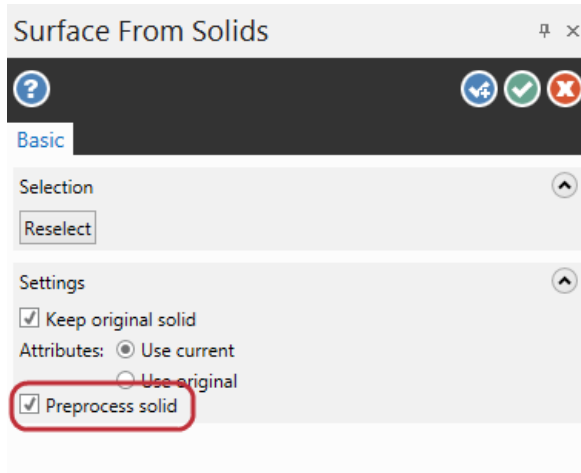 Surface From Solids
Basic
Selection
Reselect
Settings
Keep original solid
Attributes: Use current
Use original
Preprocess solid